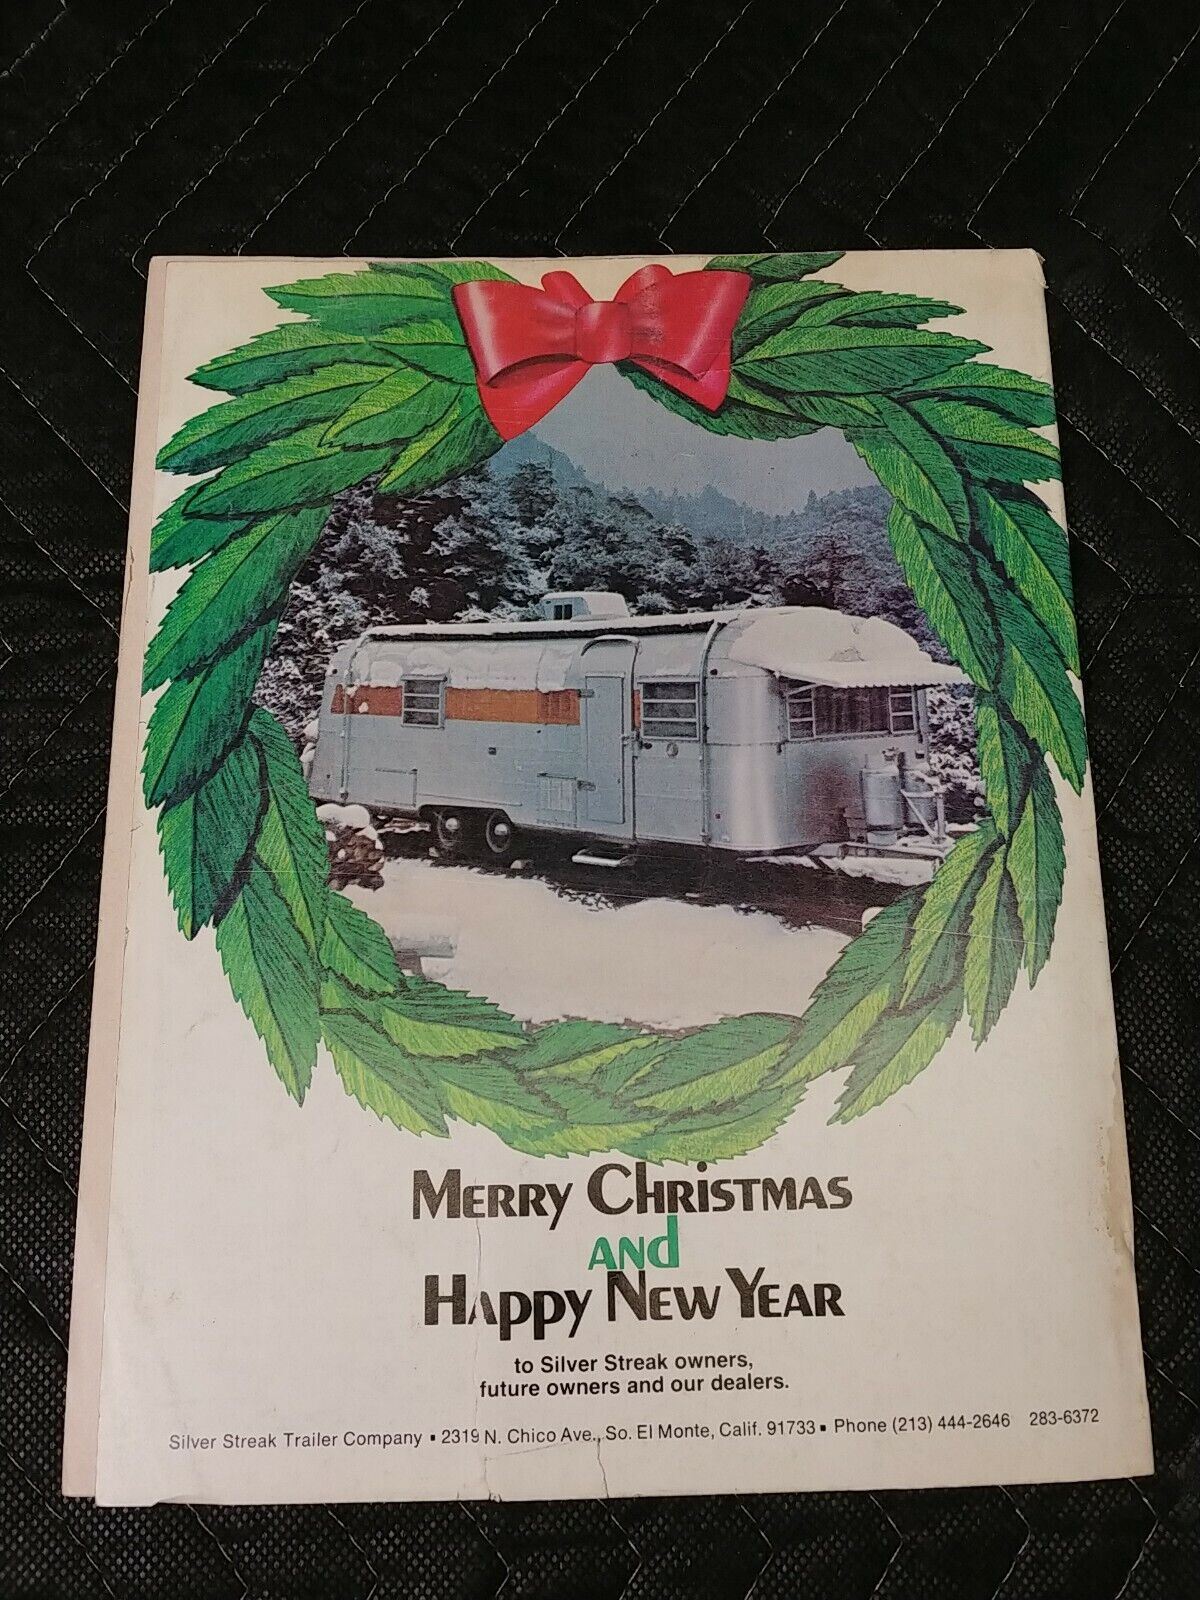 Merry Christmas
and
Happy New Year
to Silver Streak owners,
future owners and our dealers.
Silver Streak Trailer Company ▪ 2319 N. Chico Ave., So. El Monte, Calif. 91733 ▪ Phone (213) 444-2646 283-6372